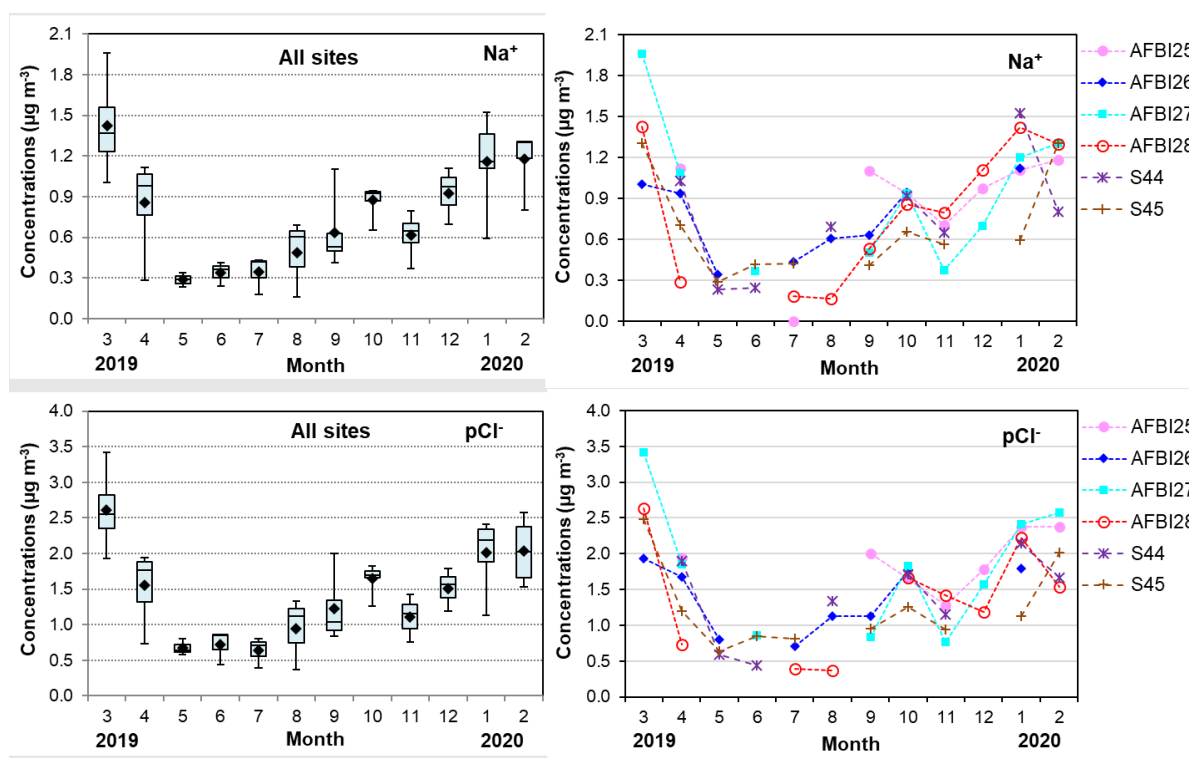 All sites
Na⁺
Concentrations (µg m⁻³)
2.1
1.8
1.5
1.2
0.9
0.6
0.3
0.0
3 4 5 6 7 8 9 10 11 12 1 2
2019 Month 2020
Na⁺
Concentrations (µg m⁻³)
2.1
1.8
1.5
1.2
0.9
0.6
0.3
0.0
3 4 5 6 7 8 9 10 11 12 1 2
2019 Month 2020
AFBI25
AFBI26
AFBI27
AFBI28
S44
S45
All sites
pCl⁻
Concentrations (µg m⁻³)
4.0
3.5
3.0
2.5
2.0
1.5
1.0
0.5
0.0
3 4 5 6 7 8 9 10 11 12 1 2
2019 Month 2020
pCl⁻
Concentrations (µg m⁻³)
4.0
3.5
3.0
2.5
2.0
1.5
1.0
0.5
0.0
3 4 5 6 7 8 9 10 11 12 1 2
2019 Month 2020
AFBI25
AFBI26
AFBI27
AFBI28
S44
S45